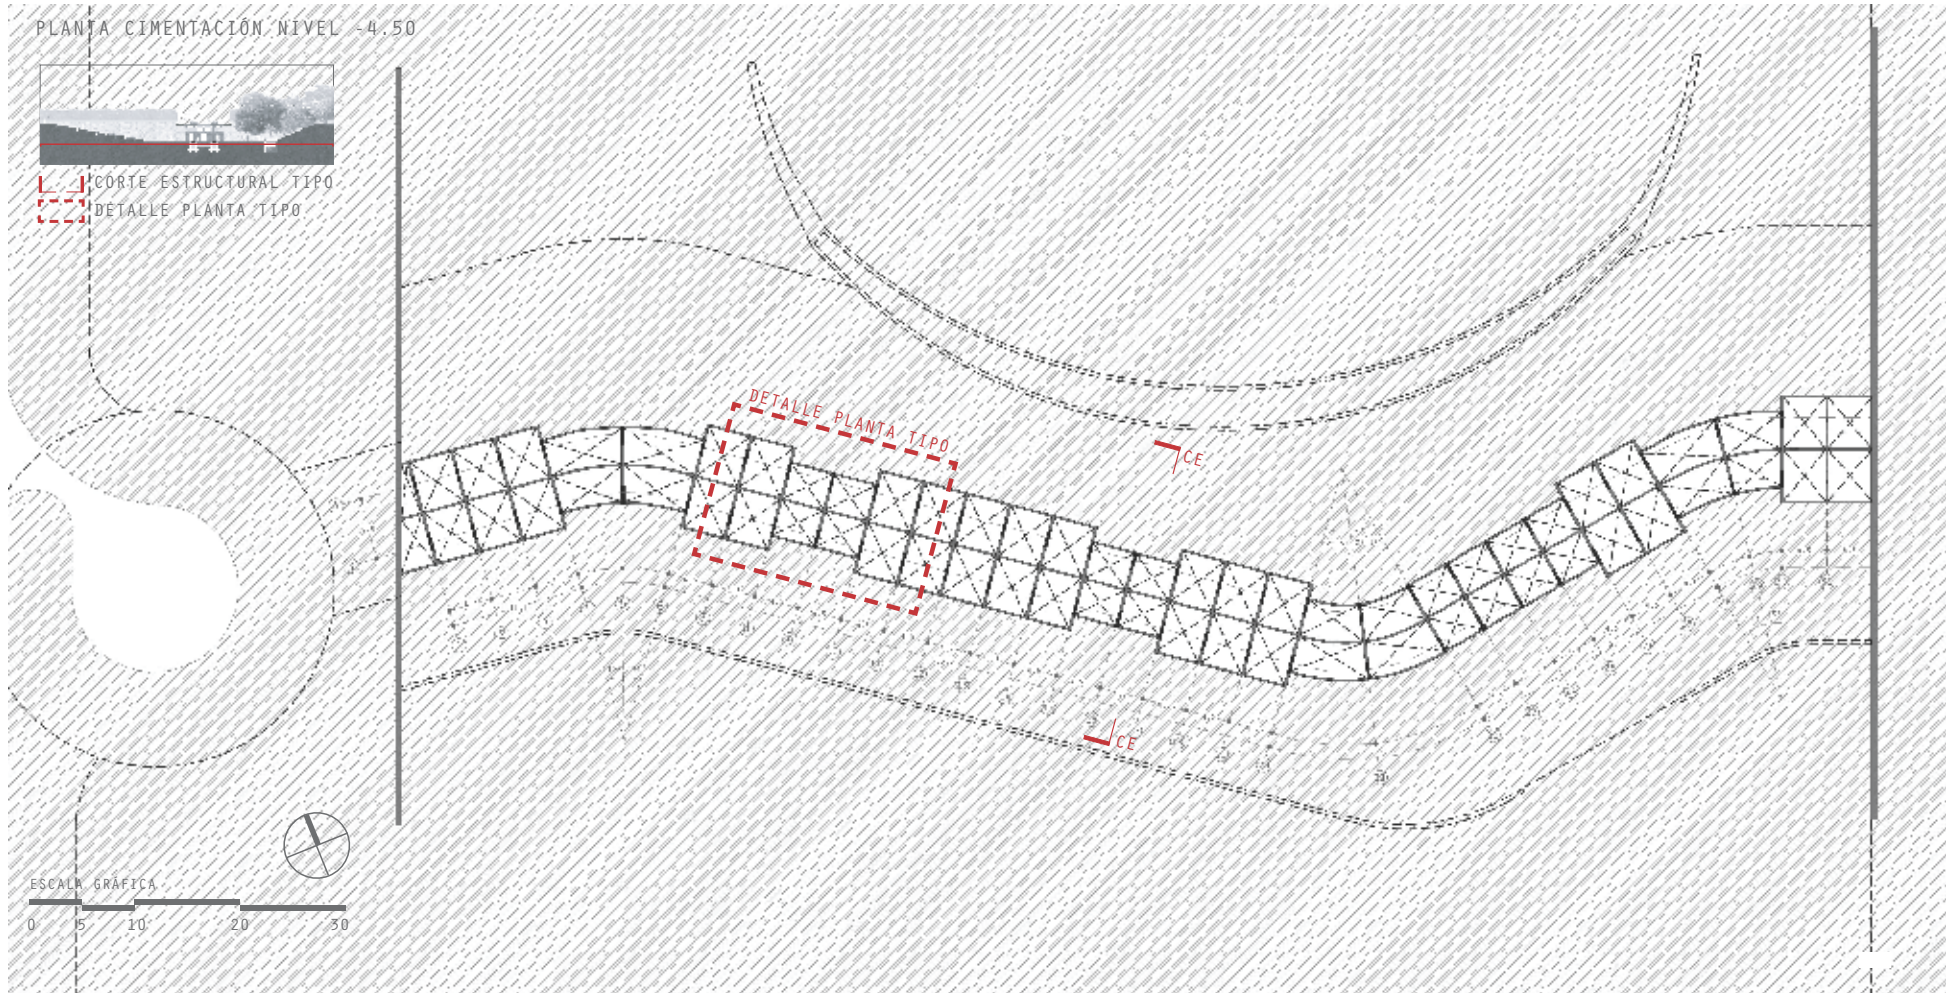 PLANTA CIMENTACIÓN NIVEL -4.50
CORTE ESTRUCTURAL TIPO
DETALLE PLANTA TIPO
DETALLE PLANTA TIPO
CE
CE
ESCALA GRÁFICA
0 5 10 20 30